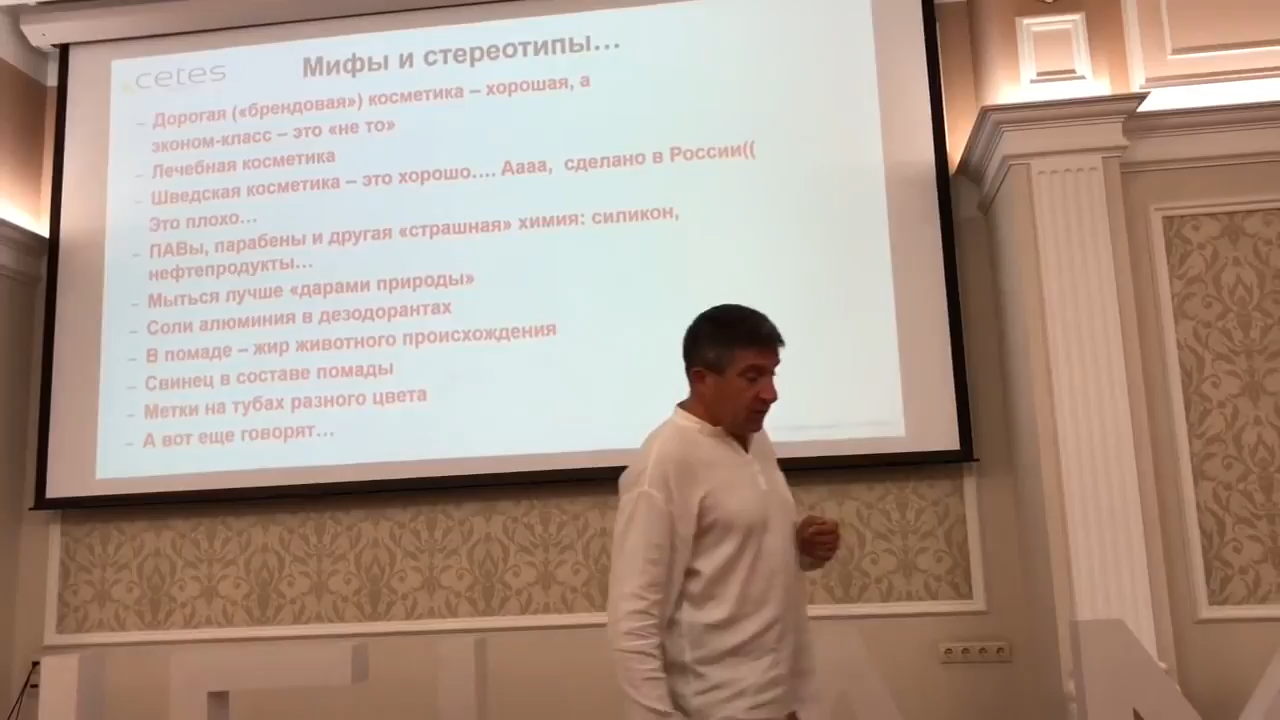 cetes
Мифы и стереотипы...
– Дорогая («брендовая») косметика – хорошая, а
эконом-класс – это «не то»
– Лечебная косметика
– Шведская косметика – это хорошо.... Аааа, сделано в России((
Это плохо...
– ПАВы, парабены и другая «страшная» химия: силикон,
нефтепродукты...
– Мыться лучше «дарами природы»
– Соли алюминия в дезодорантах
– В помаде – жир животного происхождения
– Свинец в составе помады
– Метки на тубах разного цвета
– А вот еще говорят...